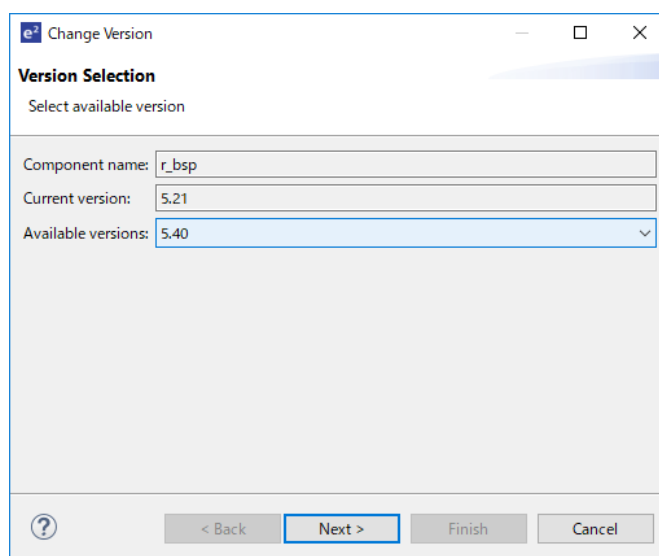 e² Change Version
Version Selection
Select available version
Component name: r_bsp
Current version: 5.21
Available versions: 5.40
? < Back Next > Finish Cancel